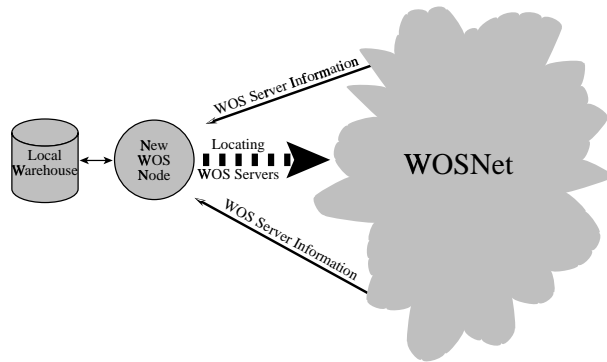 WOS Server Information
Local
Warehouse
New
WOS
Node
Locating
WOS Servers
WOSNet
WOS Server Information